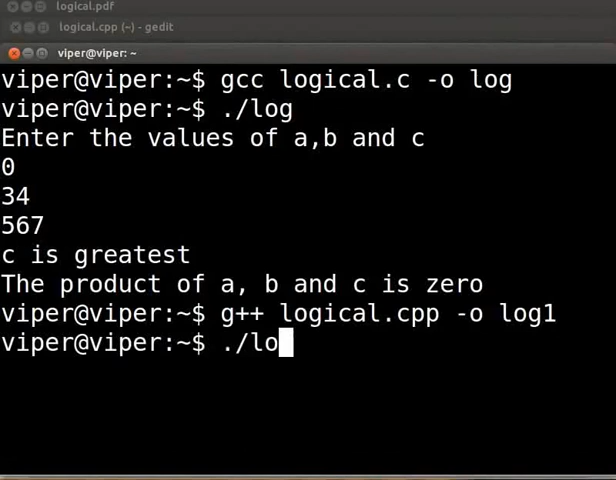 logical.pdf
logical.cpp (~) - gedit
viper@viper: ~
viper@viper:~$ gcc logical.c -o log
viper@viper:~$ ./log
Enter the values of a,b and c
0
34
567
c is greatest
The product of a, b and c is zero
viper@viper:~$ g++ logical.cpp -o log1
viper@viper:~$ ./lo